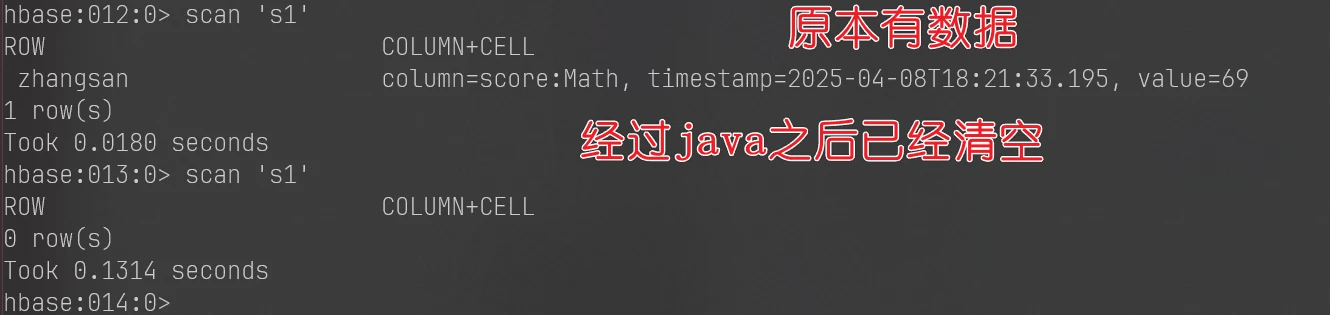 hbase:012:0> scan 's1'
原本有数据
ROW COLUMN+CELL
zhangsan column=score:Math, timestamp=2025-04-08T18:21:33.195, value=69
1 row(s)
经过java之后已经清空
Took 0.0180 seconds
hbase:013:0> scan 's1'
ROW COLUMN+CELL
0 row(s)
Took 0.1314 seconds
hbase:014:0>